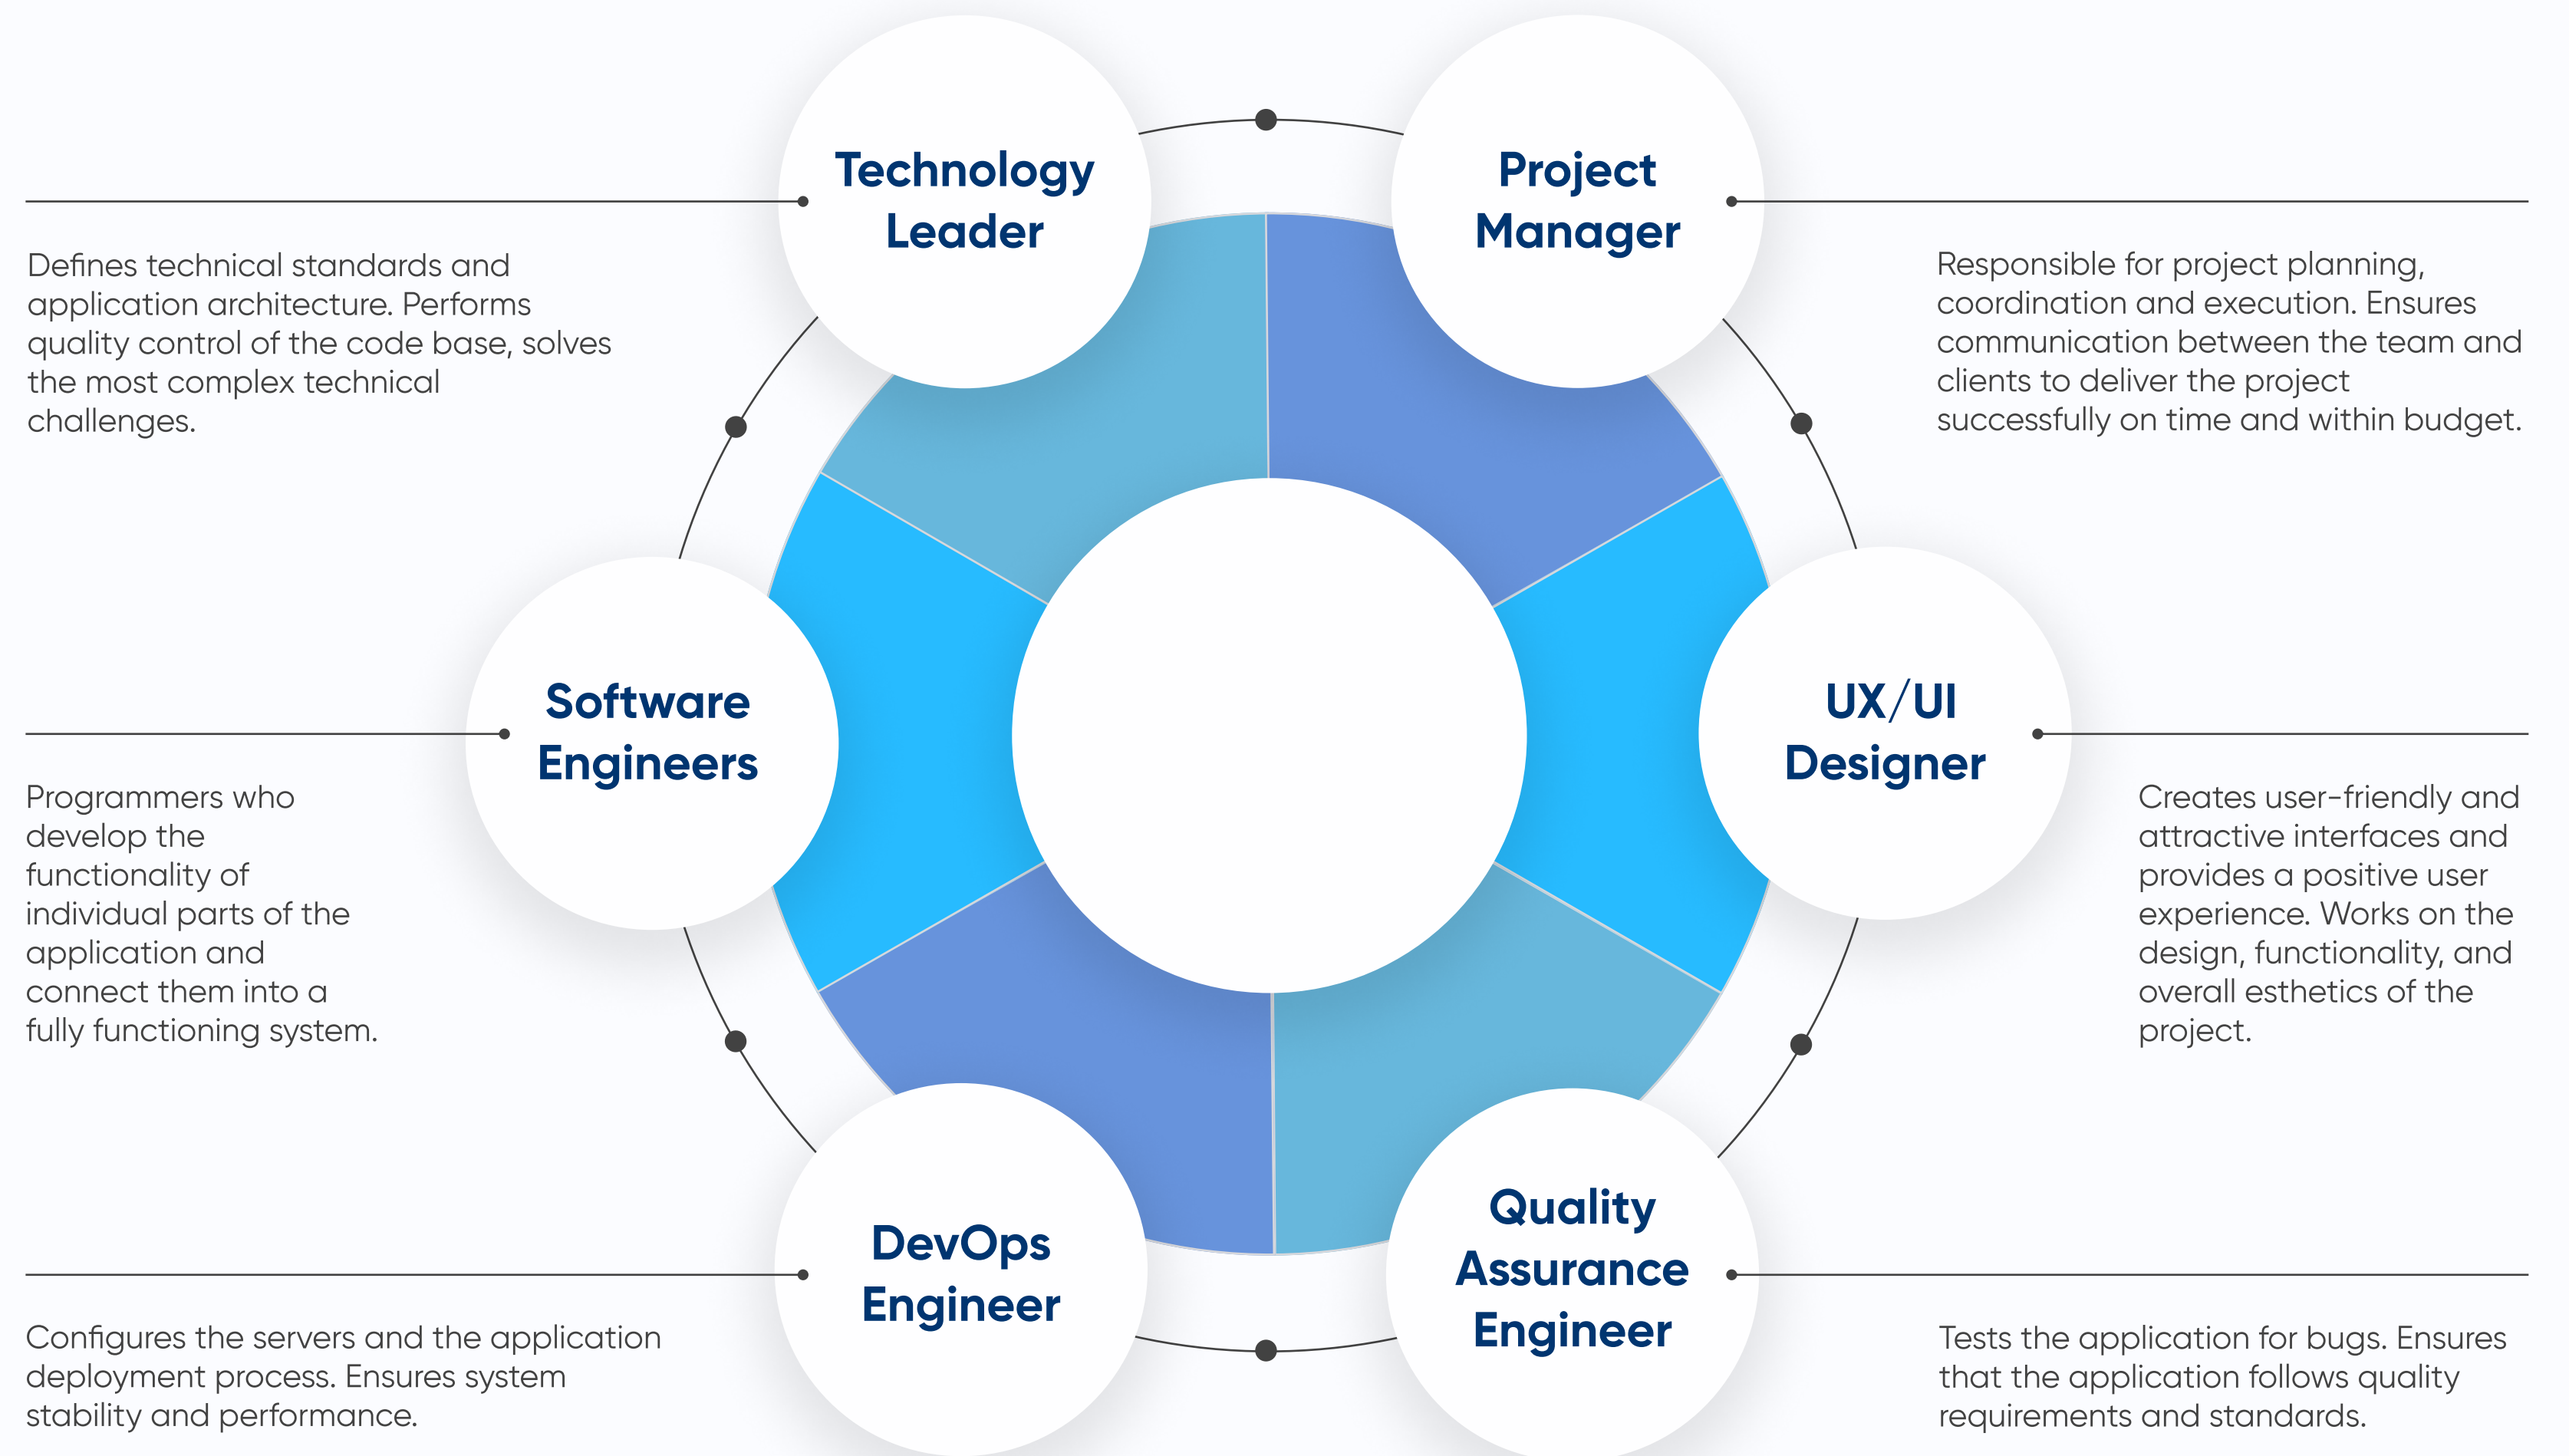 Technology
Leader
Defines technical standards and
application architecture. Performs
quality control of the code base, solves
the most complex technical
challenges.
Project
Manager
Responsible for project planning,
coordination and execution. Ensures
communication between the team and
clients to deliver the project
successfully on time and within budget.
Software
Engineers
Programmers who
develop the
functionality of
individual parts of the
application and
connect them into a
fully functioning system.
UX/UI
Designer
Creates user-friendly and
attractive interfaces and
provides a positive user
experience. Works on the
design, functionality, and
overall esthetics of the
project.
DevOps
Engineer
Configures the servers and the application
deployment process. Ensures system
stability and performance.
Quality
Assurance
Engineer
Tests the application for bugs. Ensures
that the application follows quality
requirements and standards.